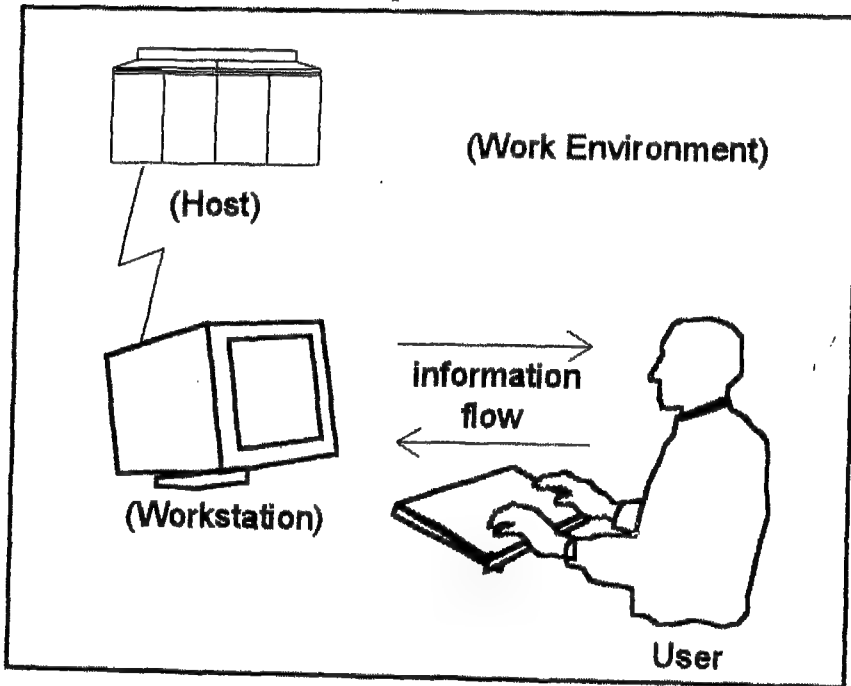 (Work Environment)
(Host)
information
flow
(Workstation)
User